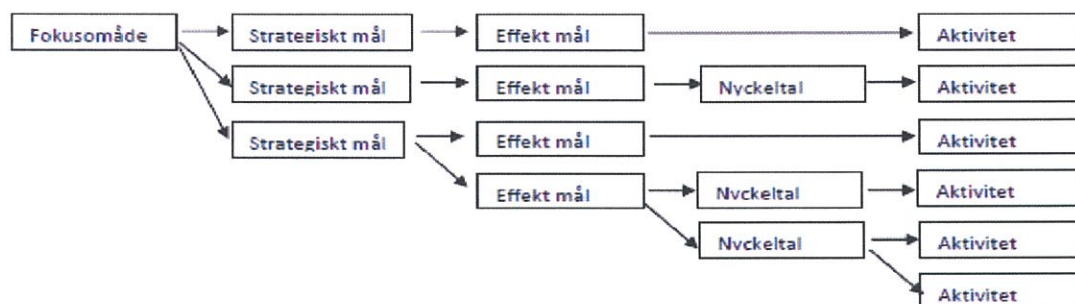 Fokusomåde Strategiskt mål Effekt mål Aktivitet
Strategiskt mål Effekt mål Nyckeltal Aktivitet
Strategiskt mål Effekt mål Aktivitet
Effekt mål Nyckeltal Aktivitet
Nyckeltal Aktivitet
Aktivitet